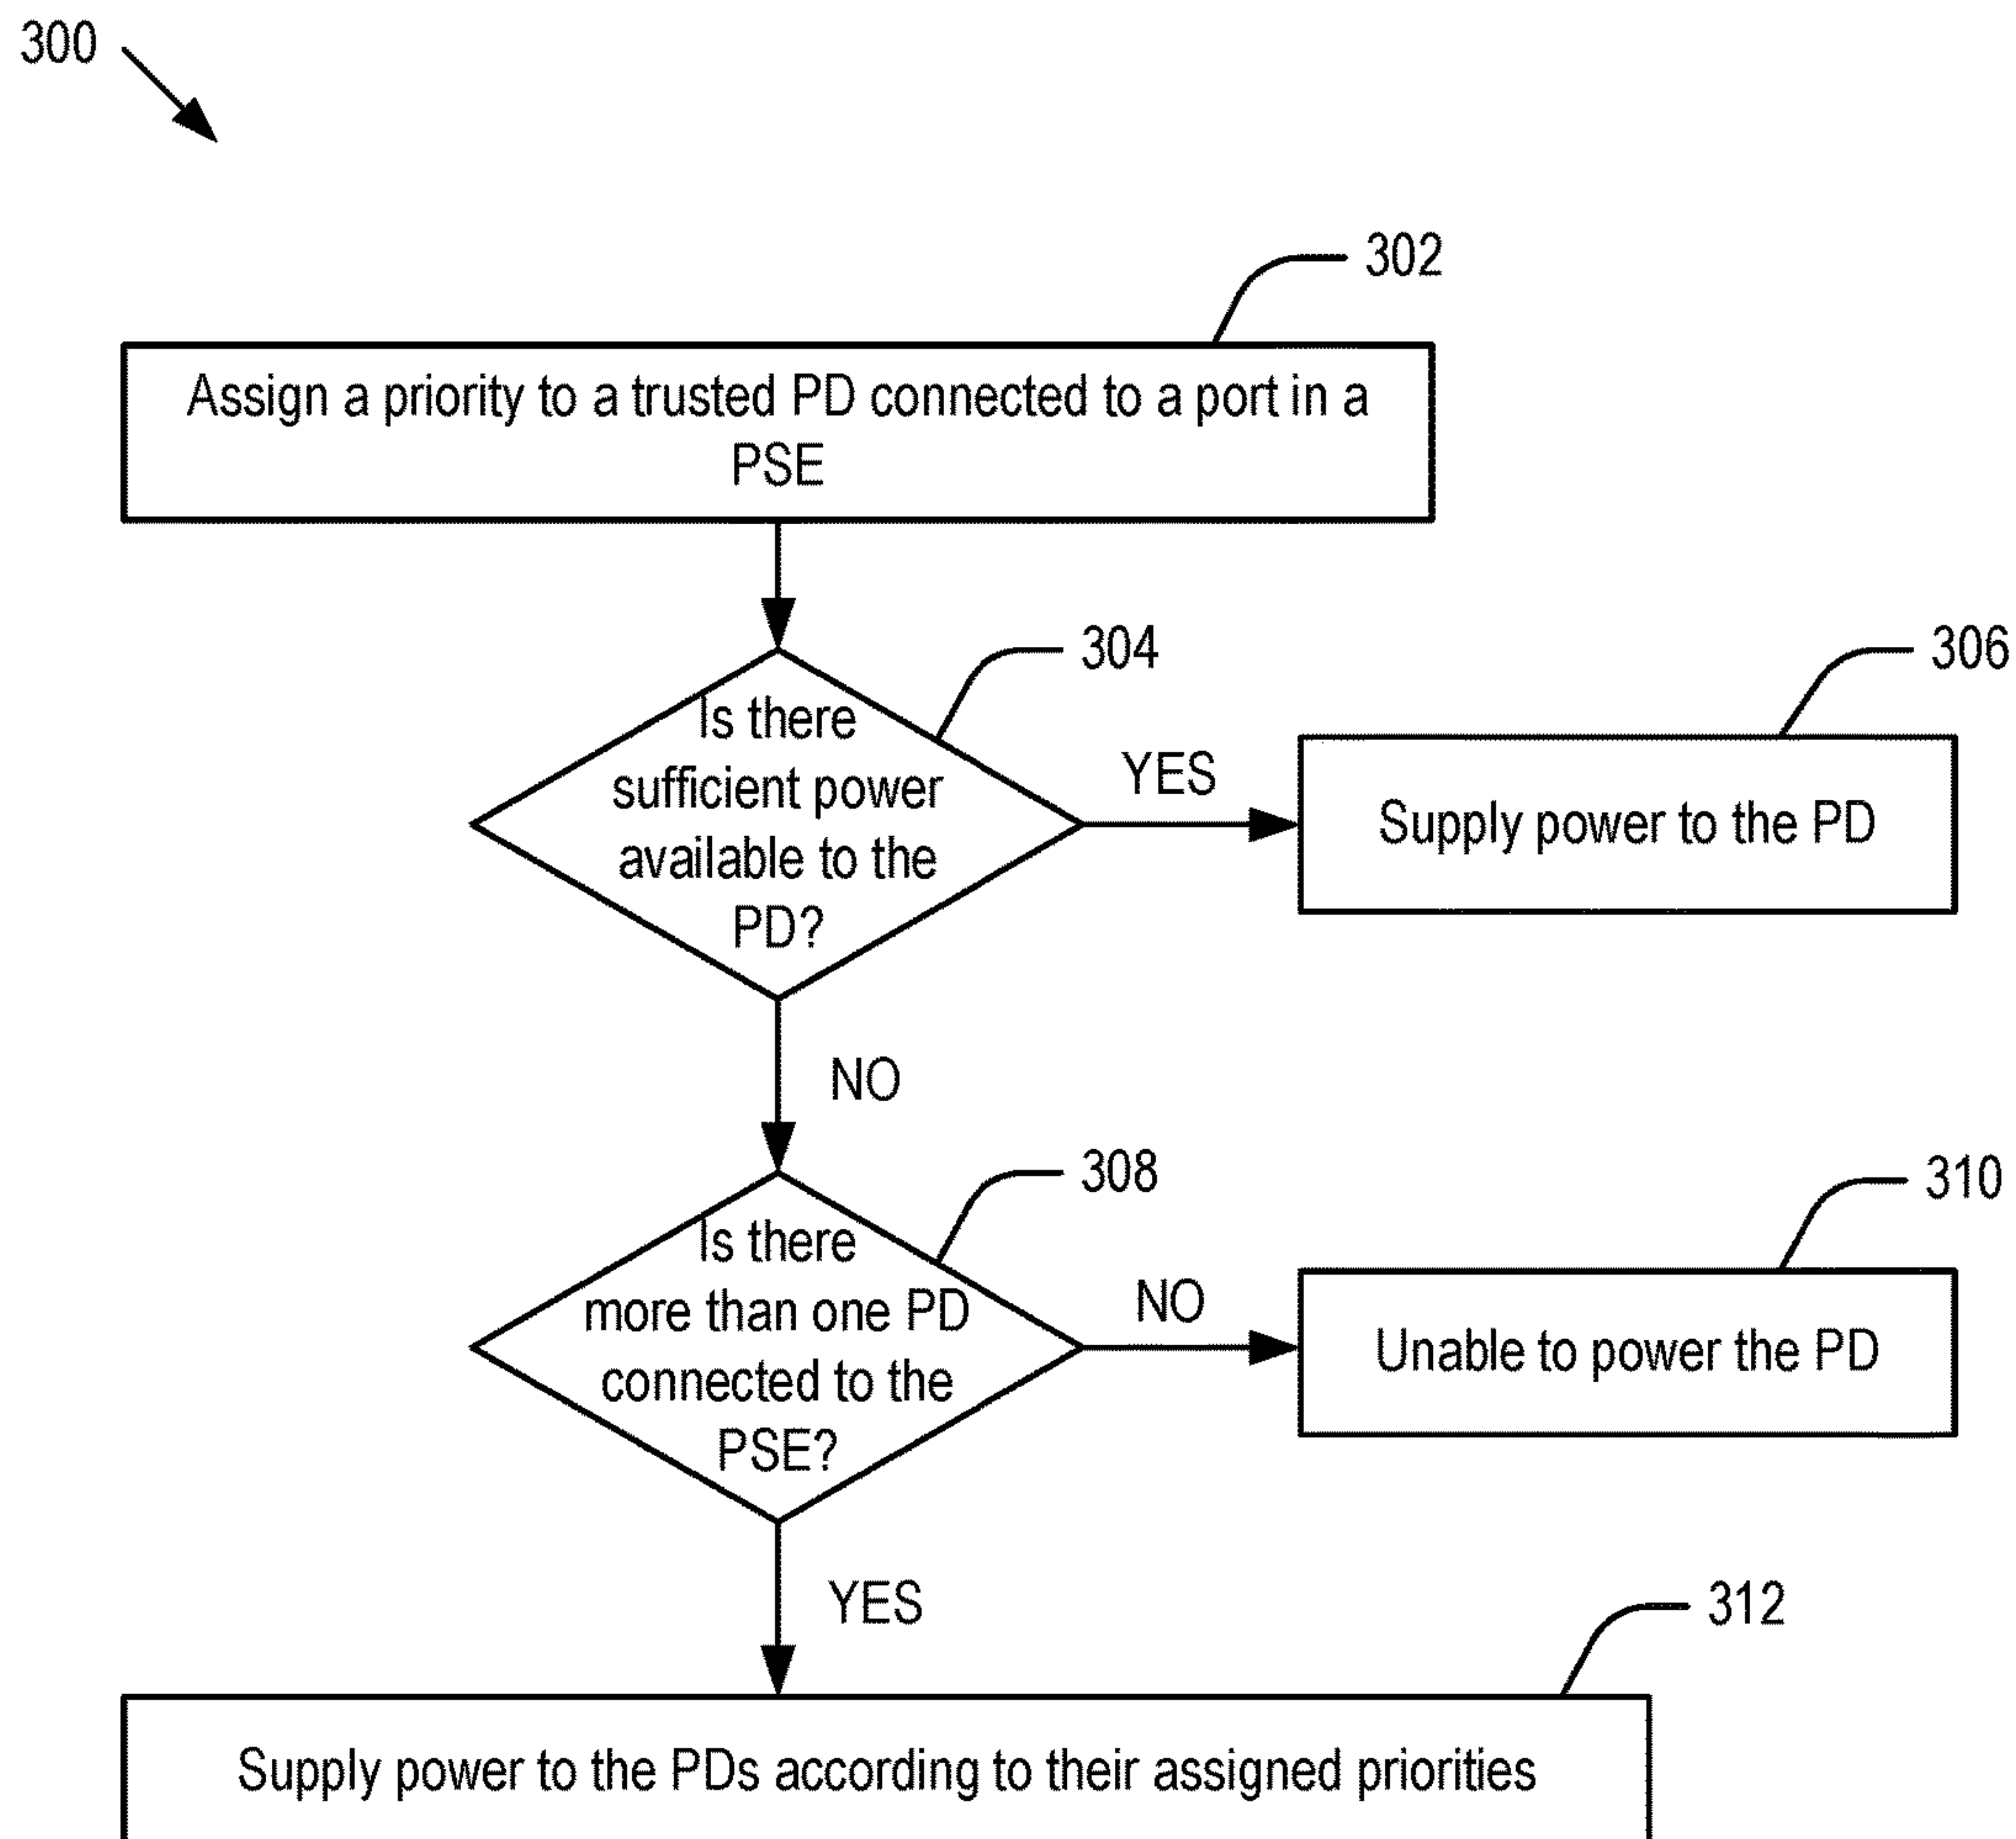 300
302
Assign a priority to a trusted PD connected to a port in a
PSE
304
306
Is there
sufficient power
available to the
PD?
YES
Supply power to the PD
NO
308
310
Is there
more than one PD
connected to the
PSE?
NO
Unable to power the PD
YES
312
Supply power to the PDs according to their assigned priorities